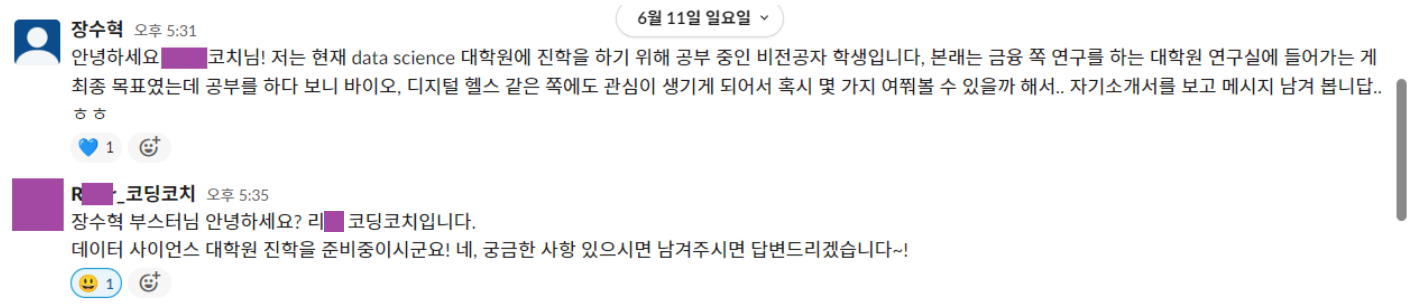 6월 11일 일요일
장수혁 오후 5:31
안녕하세요 코치님! 저는 현재 data science 대학원에 진학을 하기 위해 공부 중인 비전공자 학생입니다, 본래는 금융 쪽 연구를 하는 대학원 연구실에 들어가는 게
최종 목표였는데 공부를 하다 보니 바이오, 디지털 헬스 같은 쪽에도 관심이 생기게 되어서 혹시 몇 가지 여쭤볼 수 있을까 해서.. 자기소개서를 보고 메시지 남겨 봅니답..
ㅎㅎ
💙 1
R _코딩코치 오후 5:35
장수혁 부스터님 안녕하세요? 리 코딩코치입니다.
데이터 사이언스 대학원 진학을 준비중이시군요! 네, 궁금한 사항 있으시면 남겨주시면 답변드리겠습니다~!
😃 1